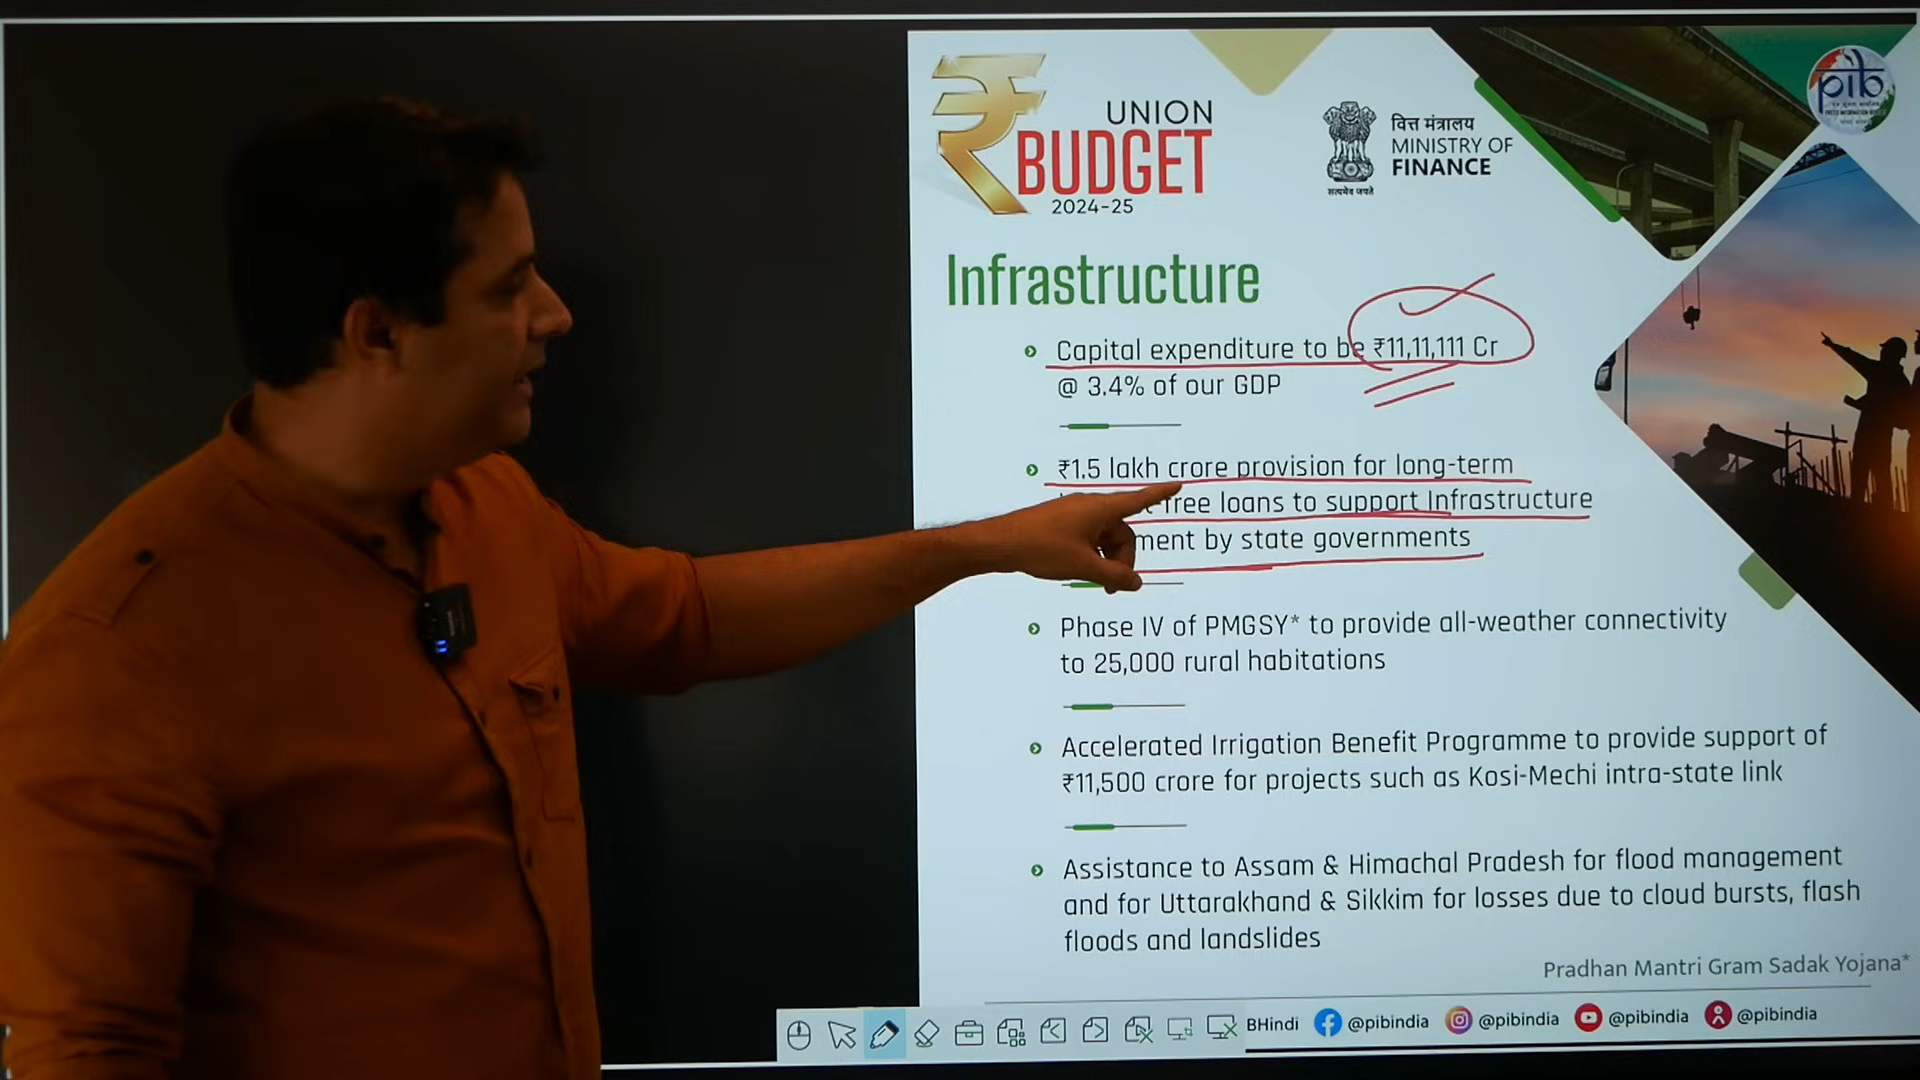 UNION
BUDGET
2024-25
वित्त मंत्रालय
MINISTRY OF
FINANCE
सत्यमेव जयते
pib
Infrastructure
Capital expenditure to be ₹11,11,111 Cr
@ 3.4% of our GDP
₹1.5 lakh crore provision for long-term
free loans to support Infrastructure
ment by state governments
Phase IV of PMGSY* to provide all-weather connectivity
to 25,000 rural habitations
Accelerated Irrigation Benefit Programme to provide support of
₹11,500 crore for projects such as Kosi-Mechi intra-state link
Assistance to Assam & Himachal Pradesh for flood management
and for Uttarakhand & Sikkim for losses due to cloud bursts, flash
floods and landslides
Pradhan Mantri Gram Sadak Yojana*
BHindi @pibindia @pibindia @pibindia @pibindia